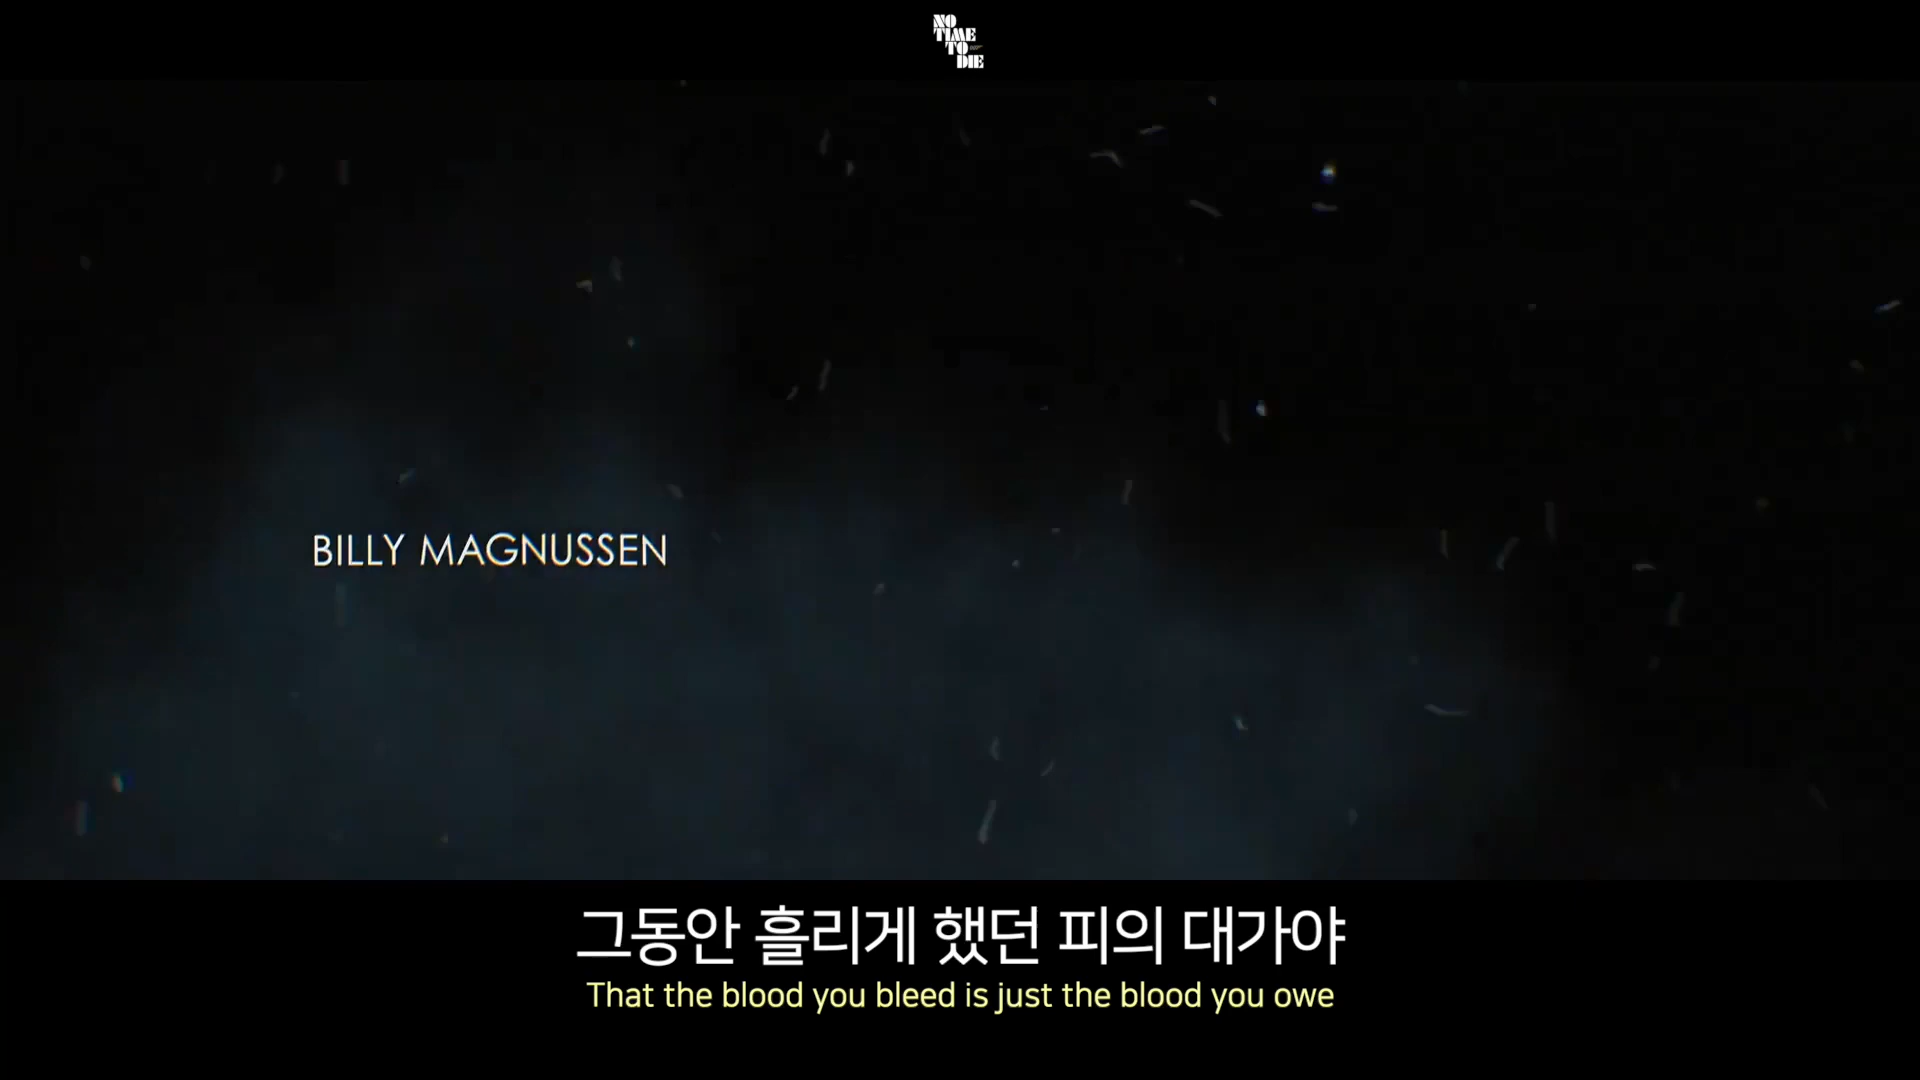 NO
TIME
TO
DIE
BILLY MAGNUSSEN
그동안 흘리게 했던 피의 대가야
That the blood you bleed is just the blood you owe